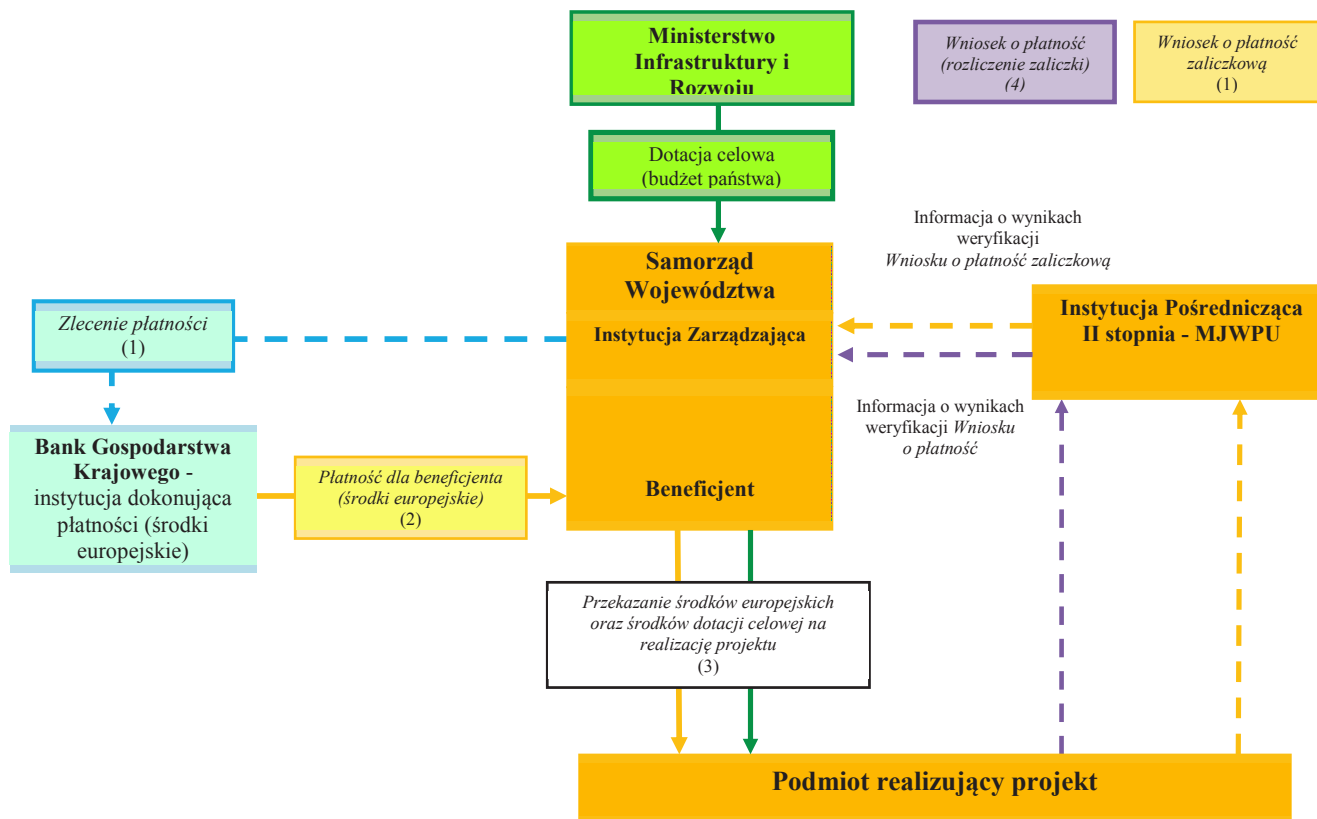 Ministerstwo
Infrastruktury i
Rozwoju
Wniosek o płatność
(rozliczenie zaliczki)
(4)
Wniosek o płatność
zaliczkową
(1)
Dotacja celowa
(budżet państwa)
Informacja o wynikach
weryfikacji
Wniosku o płatność zaliczkową
Samorząd
Województwa
Instytucja Zarządzająca
Beneficjent
Instytucja Pośrednicząca
II stopnia - MJWPU
Zlecenie płatności
(1)
Informacja o wynikach
weryfikacji Wniosku
o płatność
Bank Gospodarstwa
Krajowego -
instytucja dokonująca
płatności (środki
europejskie)
Płatność dla beneficjenta
(środki europejskie)
(2)
Przekazanie środków europejskich
oraz środków dotacji celowej na
realizację projektu
(3)
Podmiot realizujący projekt